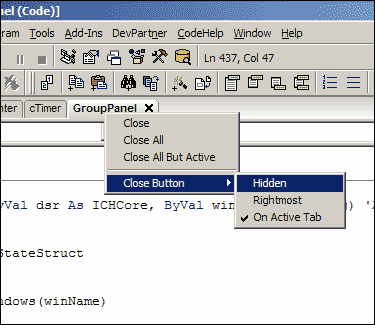 nel (Code)]
ram Tools Add-Ins DevPartner CodeHelp Window Help
Ln 437, Col 47
nter cTimer GroupPanel
Close
Close All
Close All But Active
Close Button
Hidden
Rightmost
On Active Tab
yVal dsr As ICHCore, ByVal win g) '
StateStruct
ndows(winName)